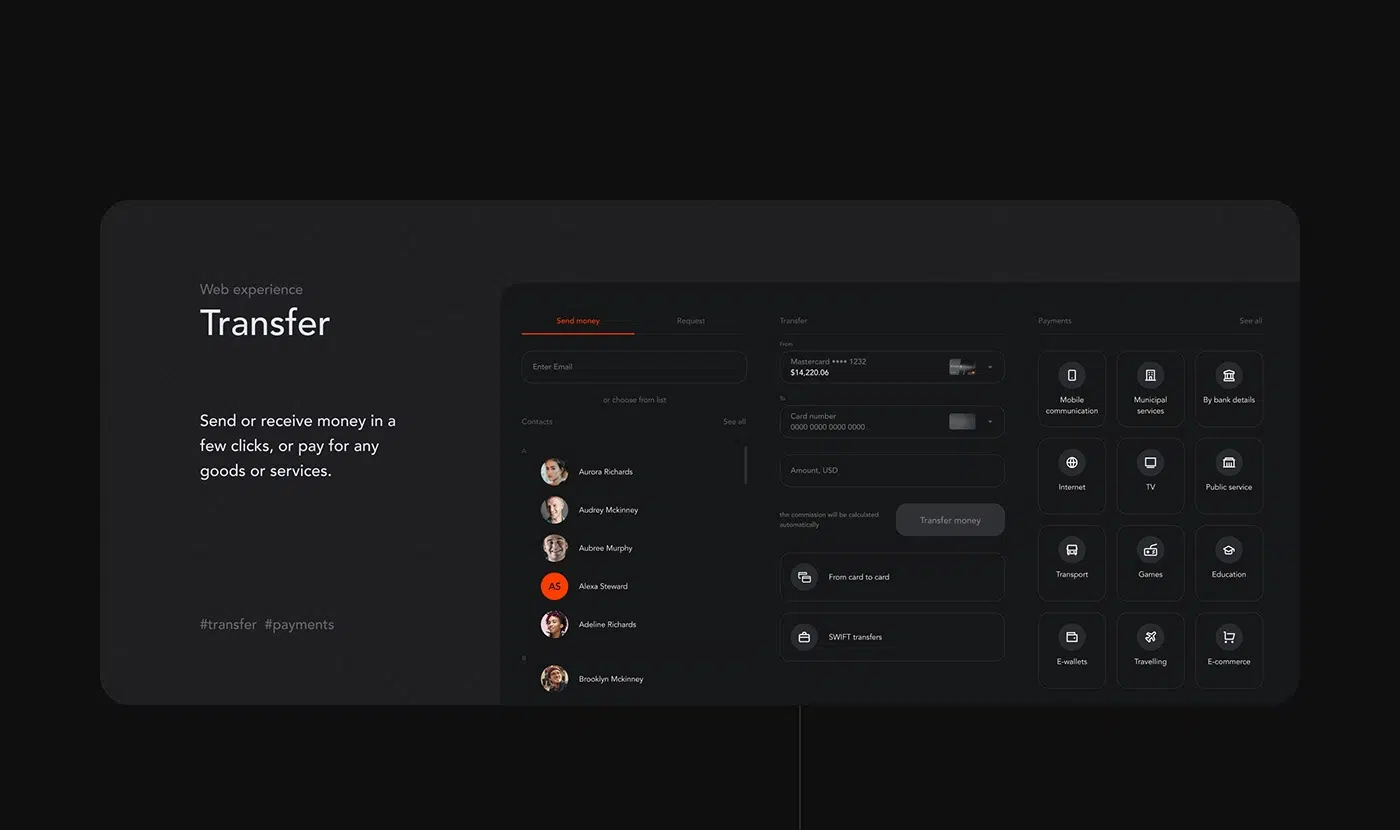 Web experience
Transfer
Send or receive money in a
few clicks, or pay for any
goods or services.
#transfer #payments
Send money
Request
Enter Email
or choose from list
Contacts
See all
A
Aurora Richards
Audrey Mckinney
Aubree Murphy
AS
Alexa Steward
Adeline Richards
B
Brooklyn Mckinney
Transfer
From
Mastercard •••• 1232
$14,220.06
To
Card number
0000 0000 0000 0000
Amount, USD
the commission will be calculated
automatically
Transfer money
From card to card
SWIFT transfers
Payments
See all
Mobile
communication
Municipal
services
By bank details
Internet
TV
Public service
Transport
Games
Education
E-wallets
Travelling
E-commerce